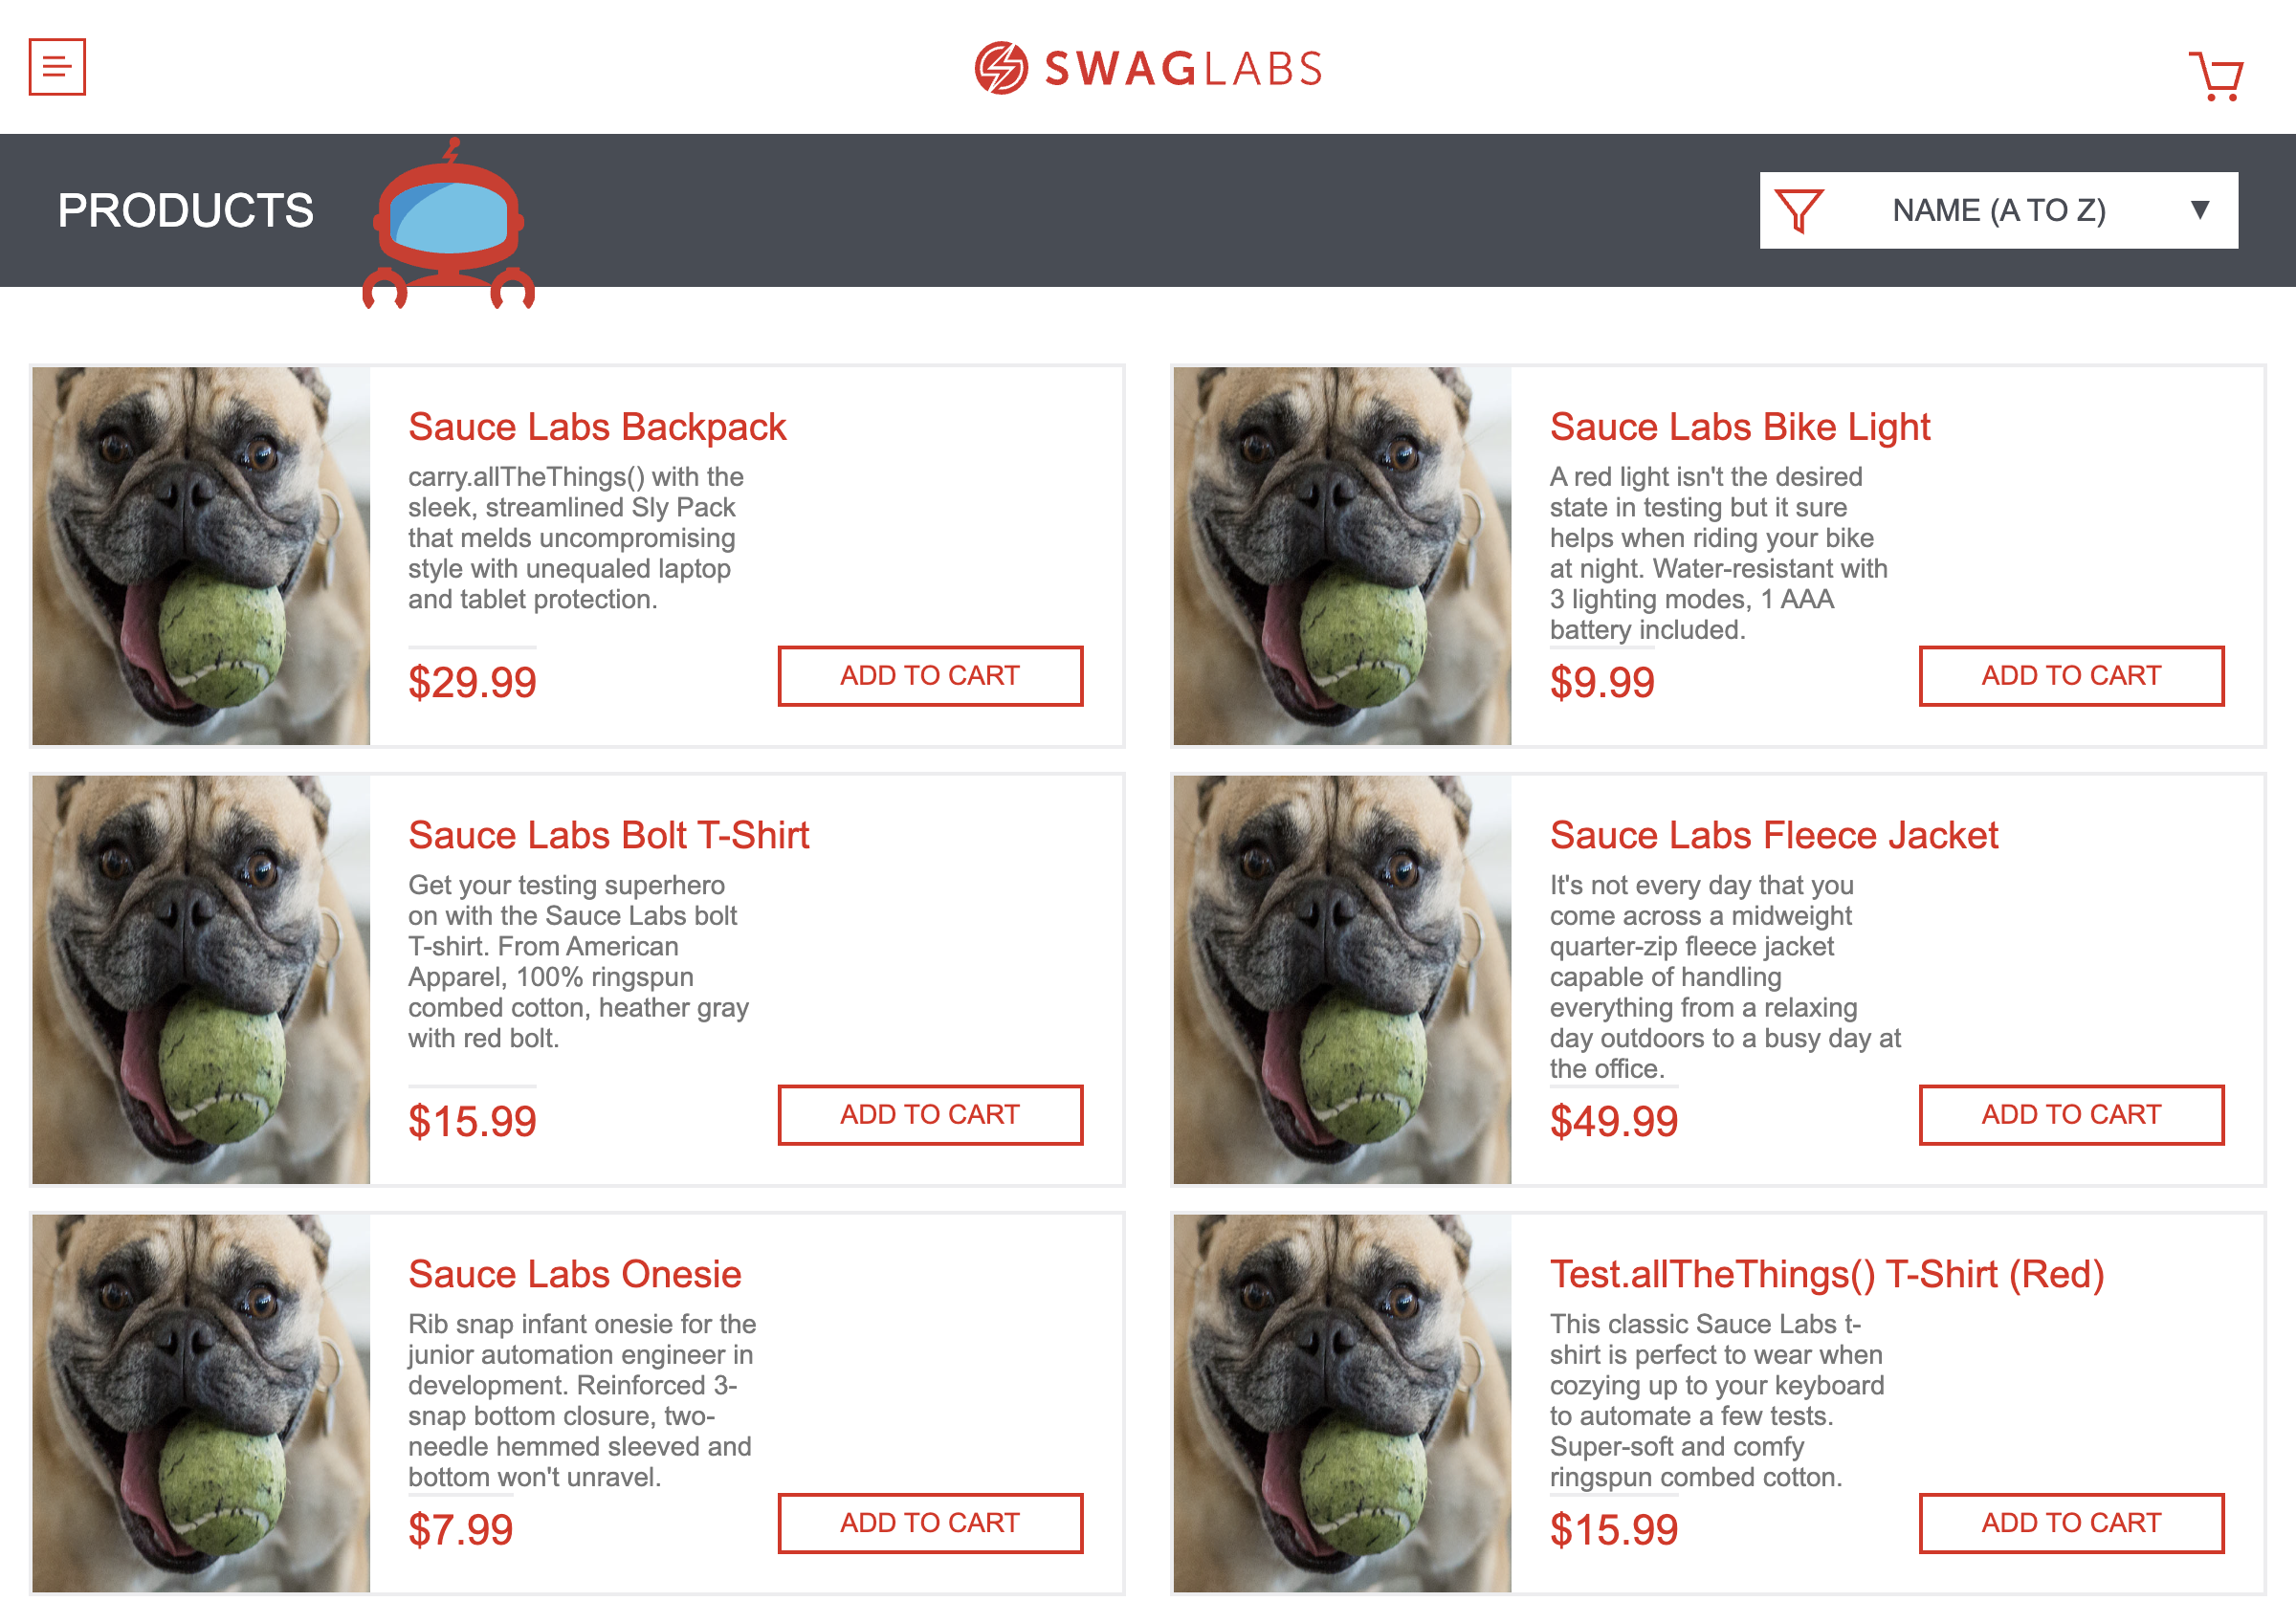 SWAGLABS
PRODUCTS
NAME (A TO Z)
Sauce Labs Backpack
carry.allTheThings() with the
sleek, streamlined Sly Pack
that melds uncompromising
style with unequaled laptop
and tablet protection.
$29.99
ADD TO CART
Sauce Labs Bike Light
A red light isn't the desired
state in testing but it sure
helps when riding your bike
at night. Water-resistant with
3 lighting modes, 1 AAA
battery included.
$9.99
ADD TO CART
Sauce Labs Bolt T-Shirt
Get your testing superhero
on with the Sauce Labs bolt
T-shirt. From American
Apparel, 100% ringspun
combed cotton, heather gray
with red bolt.
$15.99
ADD TO CART
Sauce Labs Fleece Jacket
It's not every day that you
come across a midweight
quarter-zip fleece jacket
capable of handling
everything from a relaxing
day outdoors to a busy day at
the office.
$49.99
ADD TO CART
Sauce Labs Onesie
Rib snap infant onesie for the
junior automation engineer in
development. Reinforced 3-
snap bottom closure, two-
needle hemmed sleeved and
bottom won't unravel.
$7.99
ADD TO CART
Test.allTheThings() T-Shirt (Red)
This classic Sauce Labs t-
shirt is perfect to wear when
cozying up to your keyboard
to automate a few tests.
Super-soft and comfy
ringspun combed cotton.
$15.99
ADD TO CART